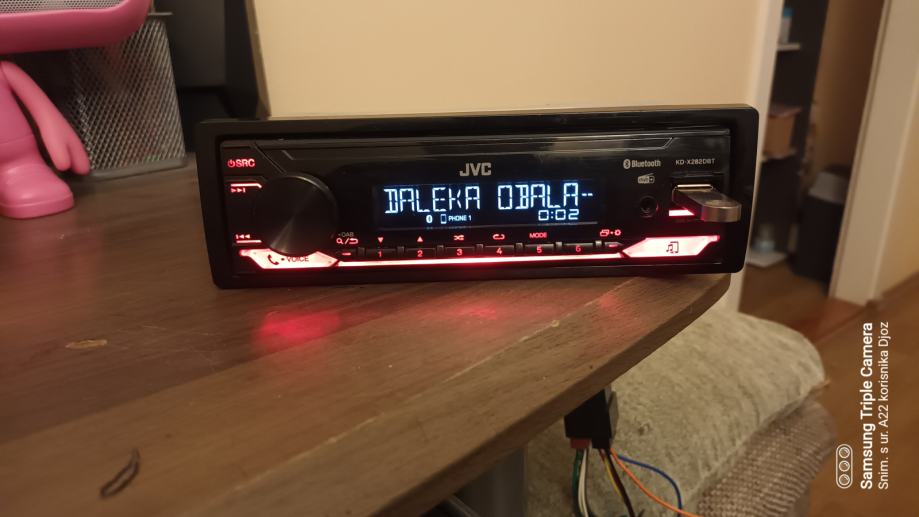 SRC
JVC
Bluetooth
KD-X282DBT
DALEKA OBALA--
PHONE 1
0:02
DAB
MODE
1 2 3 4 5 6
VOICE
Samsung Triple Camera
Snim. s ur. A22 korisnika Djoz